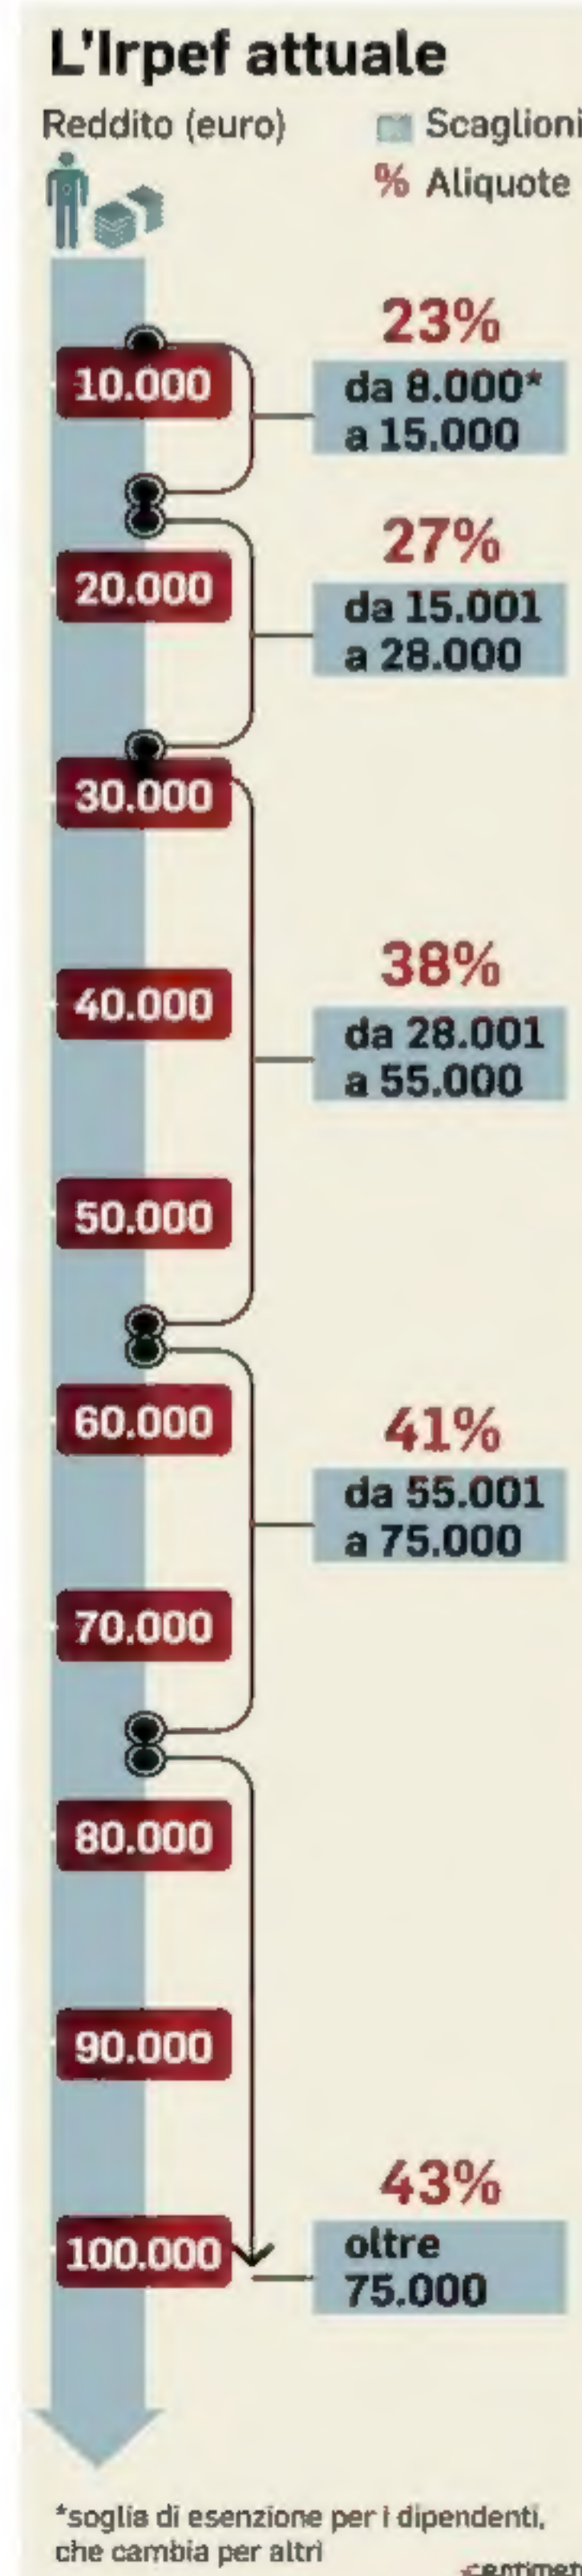 L'Irpef attuale
Reddito (euro)
Scaglioni
% Aliquote
10.000
23%
da 8.000*
a 15.000
20.000
27%
da 15.001
a 28.000
30.000
40.000
38%
da 28.001
a 55.000
50.000
60.000
41%
da 55.001
a 75.000
70.000
80.000
90.000
100.000
43%
oltre
75.000
*soglia di esenzione per i dipendenti,
che cambia per altri